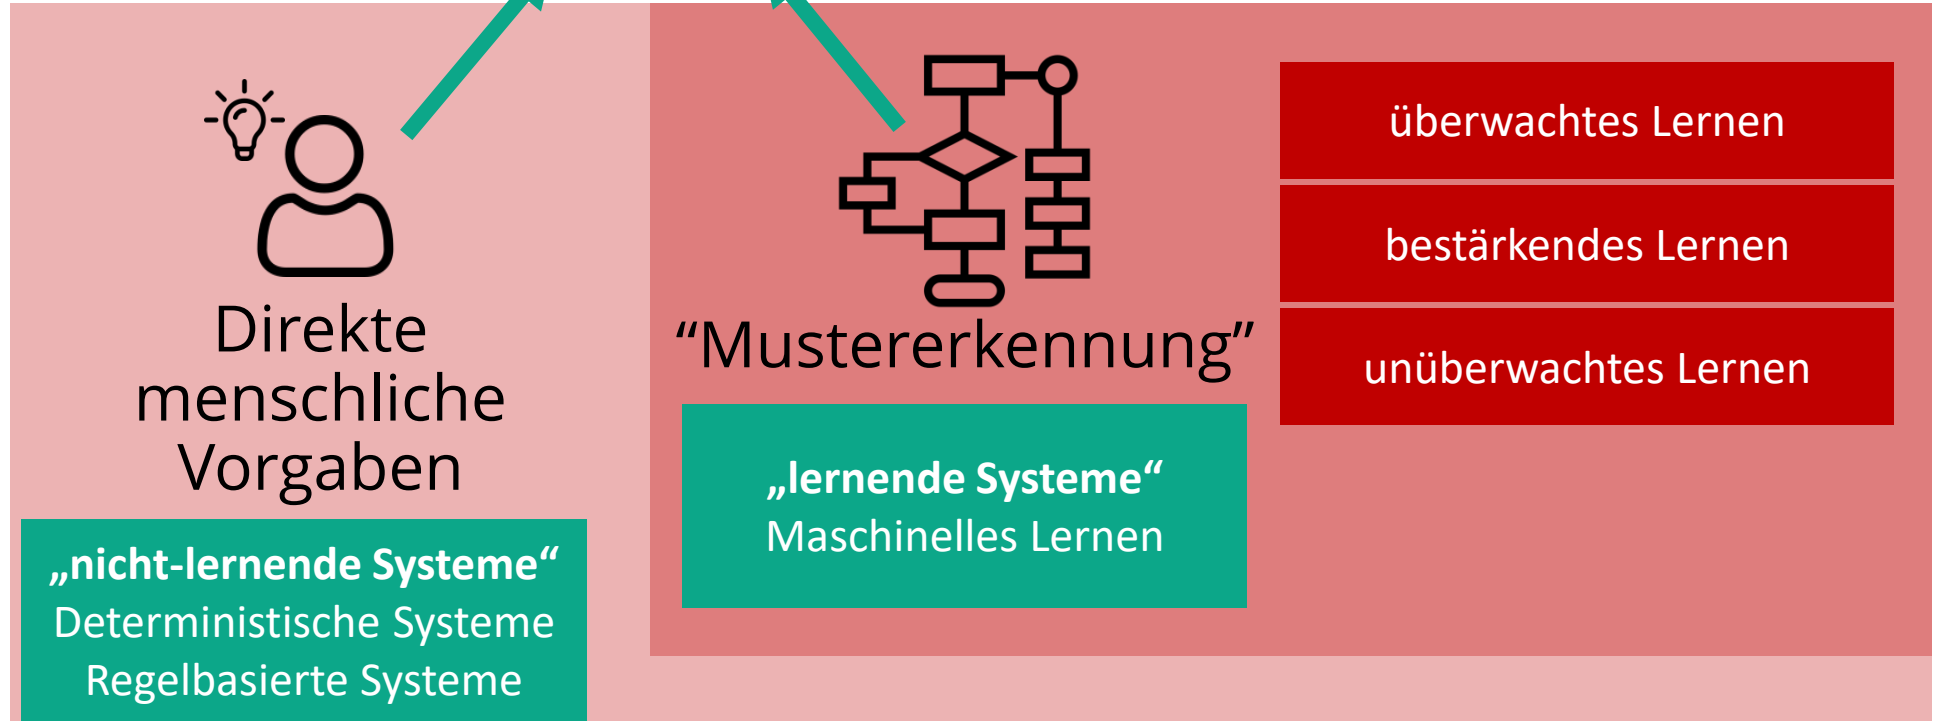 Direkte
menschliche
Vorgaben
„nicht-lernende Systeme“
Deterministische Systeme
Regelbasierte Systeme
“Mustererkennung”
„lernende Systeme“
Maschinelles Lernen
überwachtes Lernen
bestärkendes Lernen
unüberwachtes Lernen